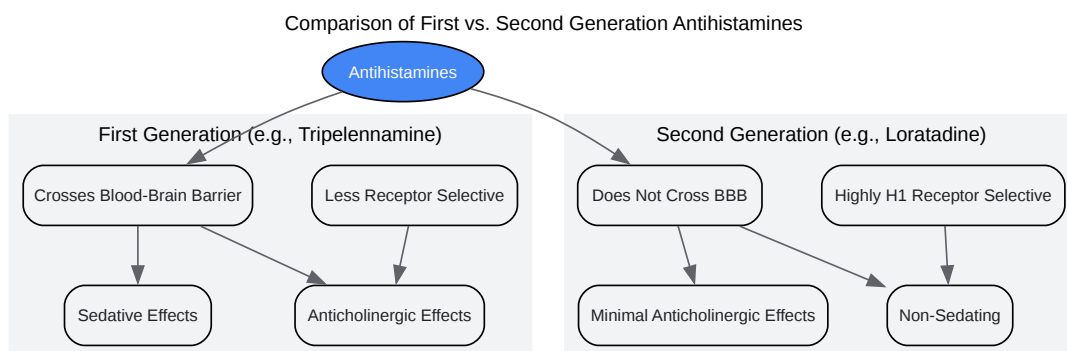 Comparison of First vs. Second Generation Antihistamines
Antihistamines
First Generation (e.g., Tripelennamine)
Crosses Blood-Brain Barrier
Less Receptor Selective
Sedative Effects
Anticholinergic Effects
Second Generation (e.g., Loratadine)
Does Not Cross BBB
Highly H1 Receptor Selective
Minimal Anticholinergic Effects
Non-Sedating